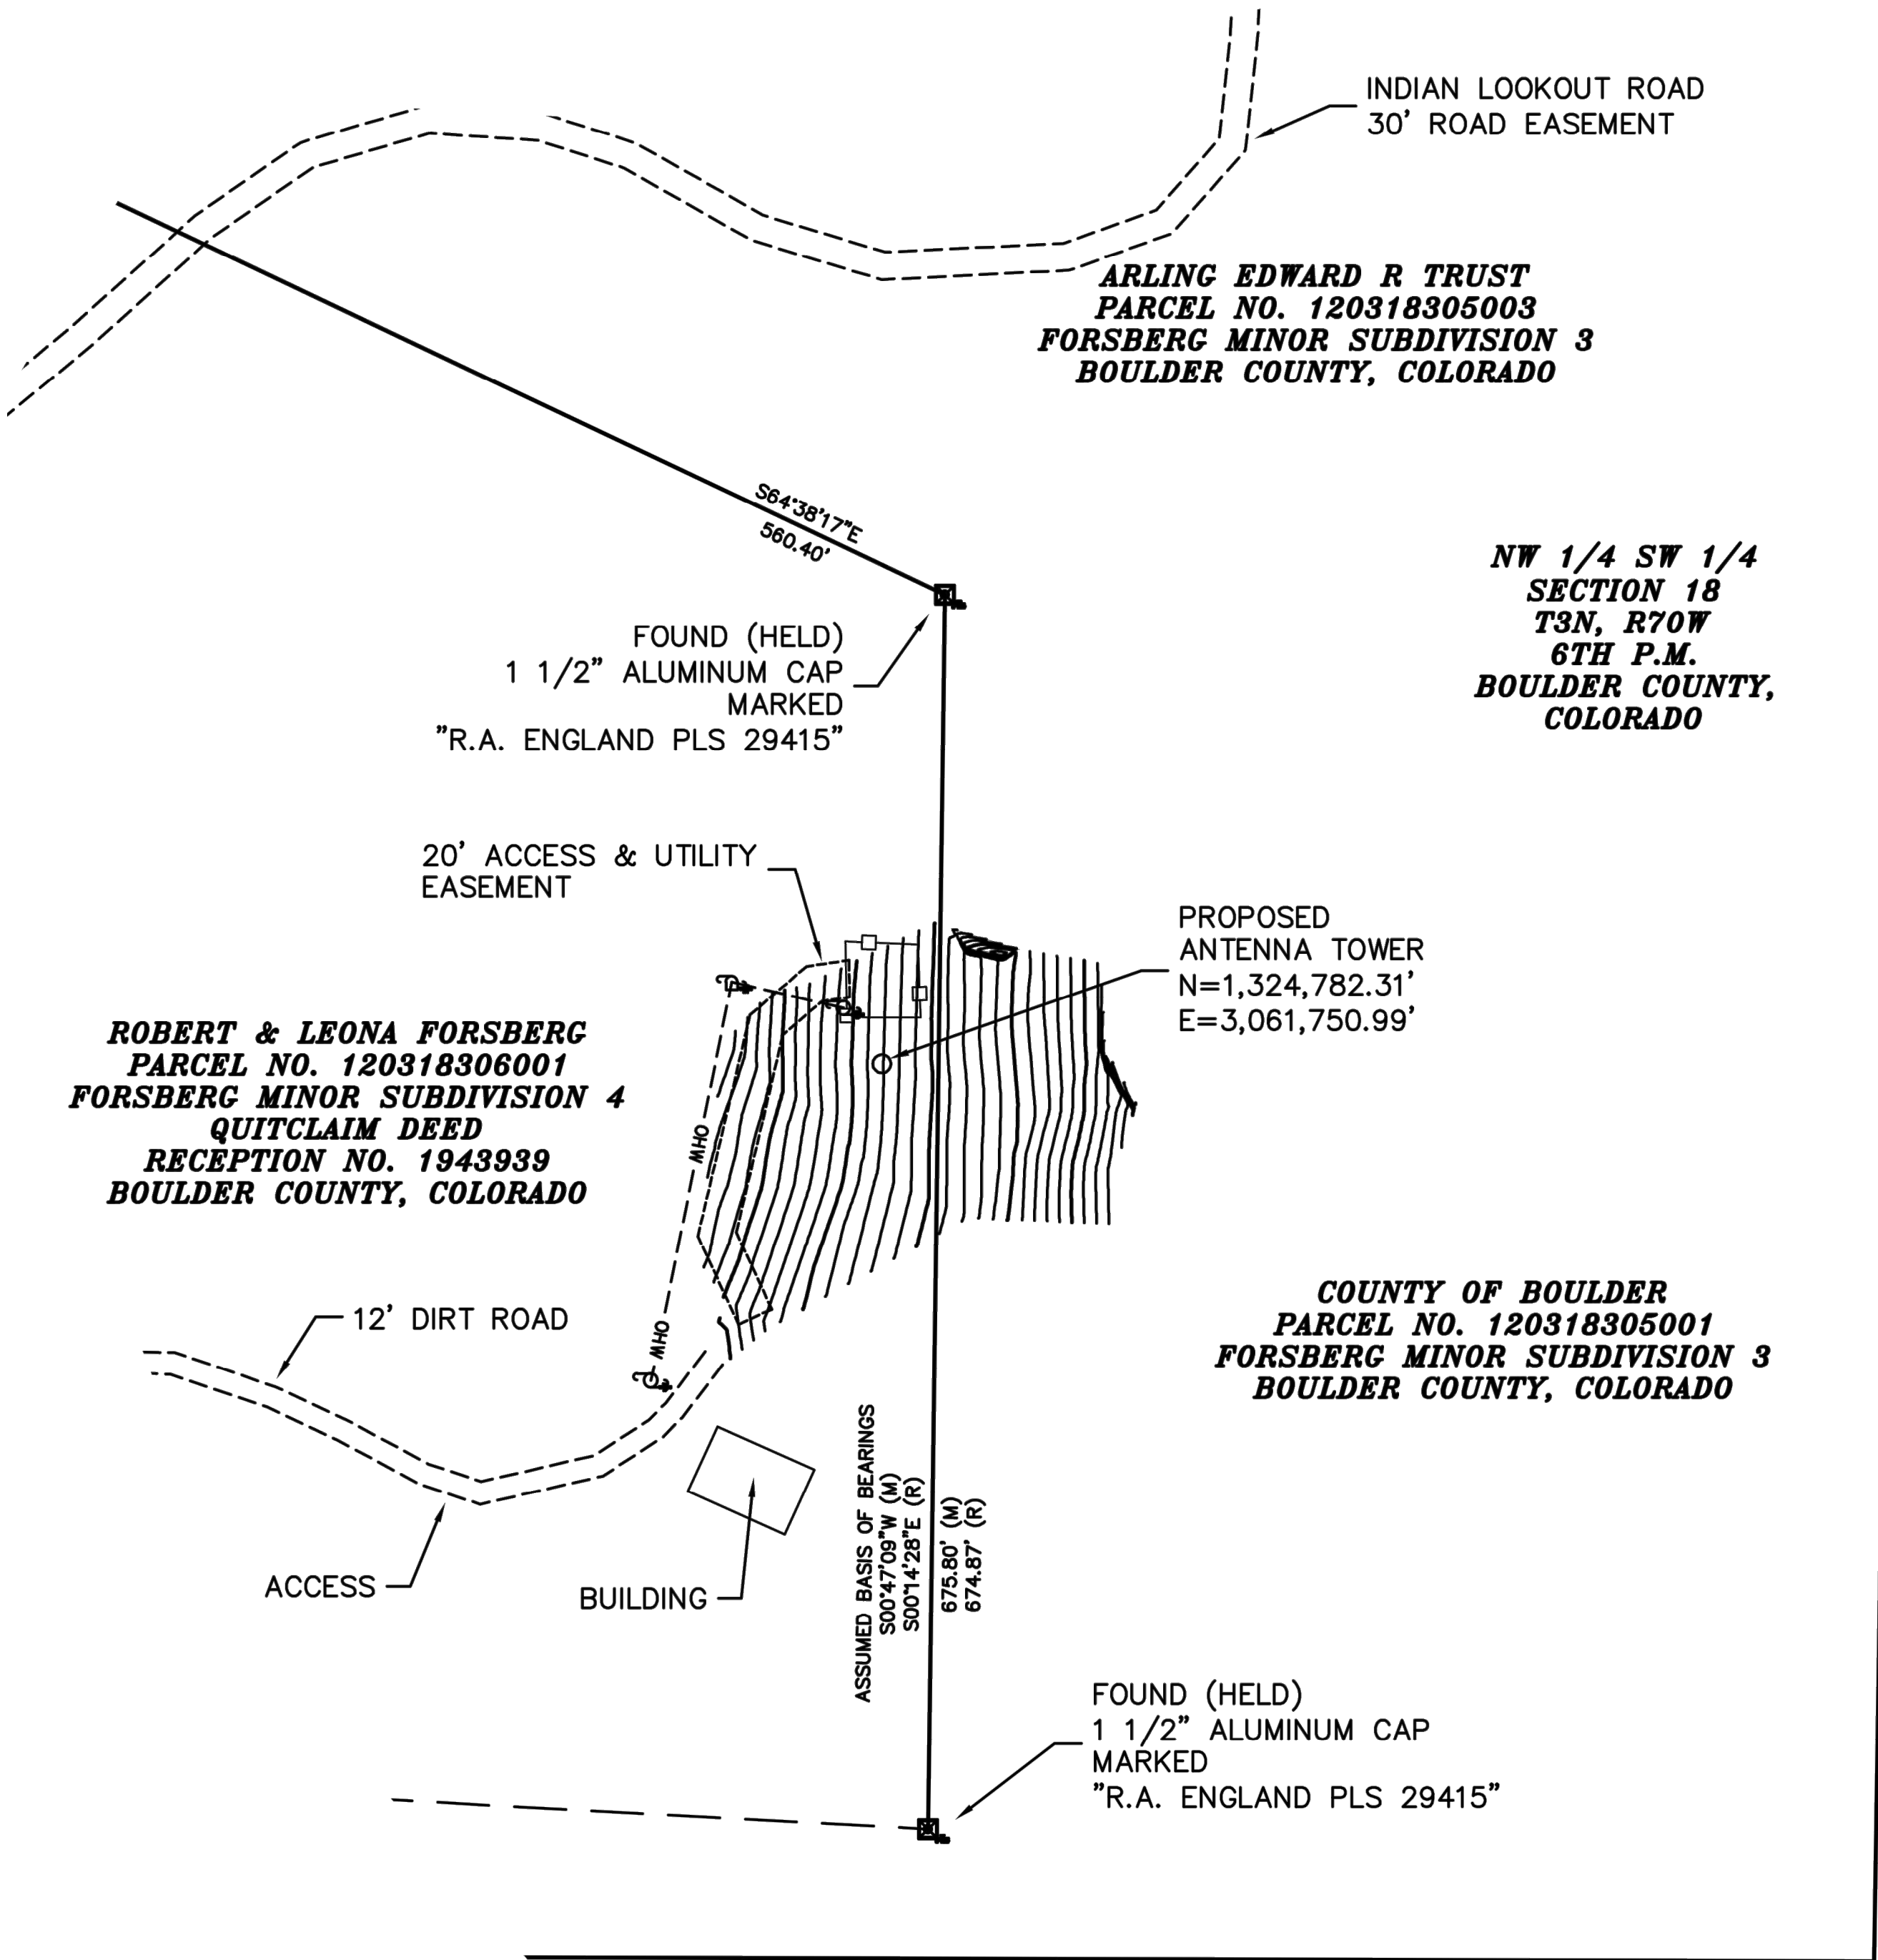 INDIAN LOOKOUT ROAD
30' ROAD EASEMENT
ARLING EDWARD R TRUST
PARCEL NO. 120318305003
FORSBERG MINOR SUBDIVISION 3
BOULDER COUNTY, COLORADO
S64°38'17"E
560.40'
NW 1/4 SW 1/4
SECTION 18
T3N, R70W
6TH P.M.
BOULDER COUNTY,
COLORADO
FOUND (HELD)
1 1/2" ALUMINUM CAP
MARKED
"R.A. ENGLAND PLS 29415"
20' ACCESS & UTILITY
EASEMENT
PROPOSED
ANTENNA TOWER
N=1,324,782.31'
E=3,061,750.99'
ROBERT & LEONA FORSBERG
PARCEL NO. 120318306001
FORSBERG MINOR SUBDIVISION 4
QUITCLAIM DEED
RECEPTION NO. 1943939
BOULDER COUNTY, COLORADO
OHW
OHW
12' DIRT ROAD
COUNTY OF BOULDER
PARCEL NO. 120318305001
FORSBERG MINOR SUBDIVISION 3
BOULDER COUNTY, COLORADO
ASSUMED BASIS OF BEARINGS
S00°47'09"W (M)
S00°14'28"E (R)
675.80' (M)
674.87' (R)
ACCESS
BUILDING
FOUND (HELD)
1 1/2" ALUMINUM CAP
MARKED
"R.A. ENGLAND PLS 29415"